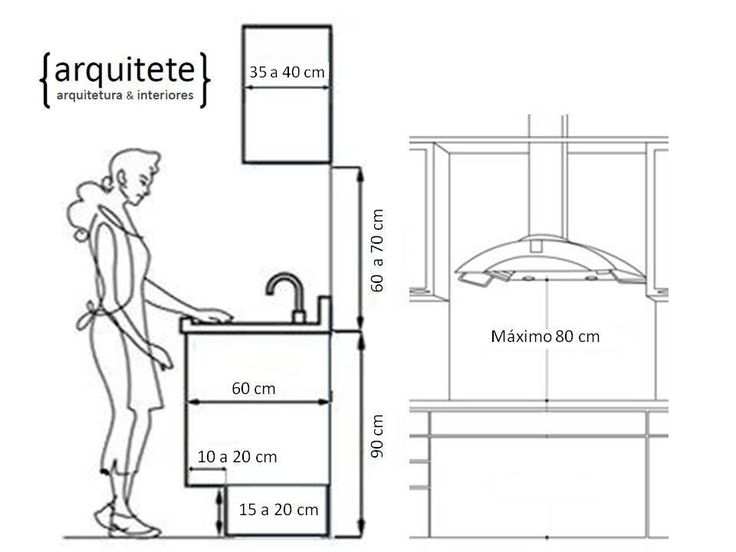 {arquitete}
arquitetura & interiores
35 a 40 cm
60 a 70 cm
Máximo 80 cm
60 cm
90 cm
10 a 20 cm
15 a 20 cm